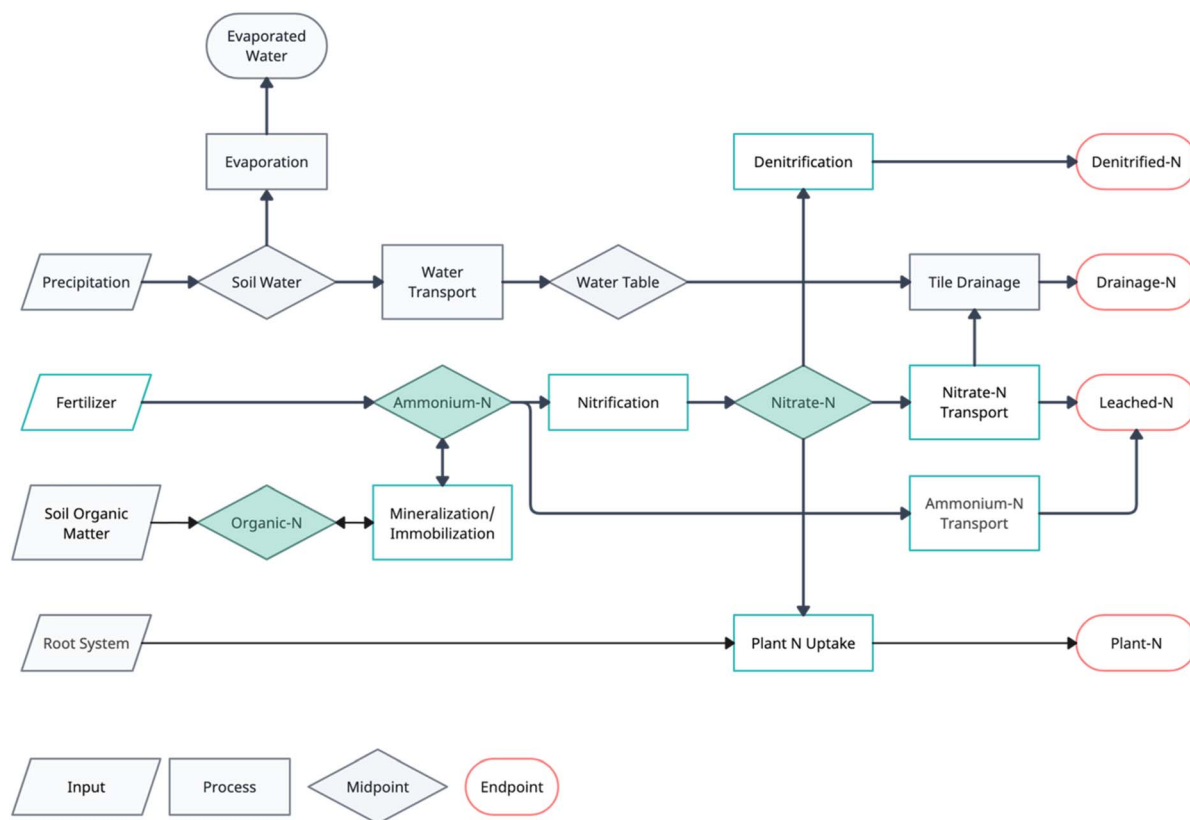 Evaporated
Water
Evaporation
Denitrification
Denitrified-N
Precipitation
Soil Water
Water
Transport
Water Table
Tile Drainage
Drainage-N
Fertilizer
Ammonium-N
Nitrification
Nitrate-N
Nitrate-N
Transport
Leached-N
Soil Organic
Matter
Organic-N
Mineralization/
Immobilization
Ammonium-N
Transport
Root System
Plant N Uptake
Plant-N
Input
Process
Midpoint
Endpoint